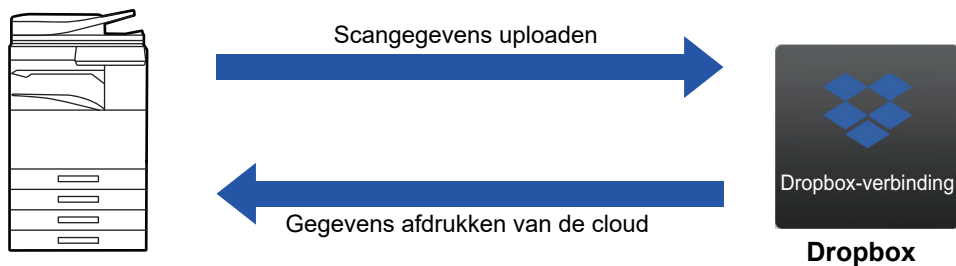 Scangegevens uploaden
Dropbox-verbinding
Gegevens afdrukken van de cloud
Dropbox